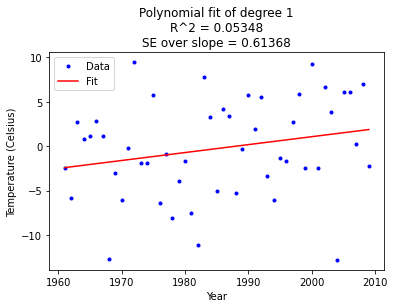 Polynomial fit of degree 1
R^2 = 0.05348
SE over slope = 0.61368
10
5
0
−5
−10
Temperature (Celsius)
Data
Fit
1960 1970 1980 1990 2000 2010
Year